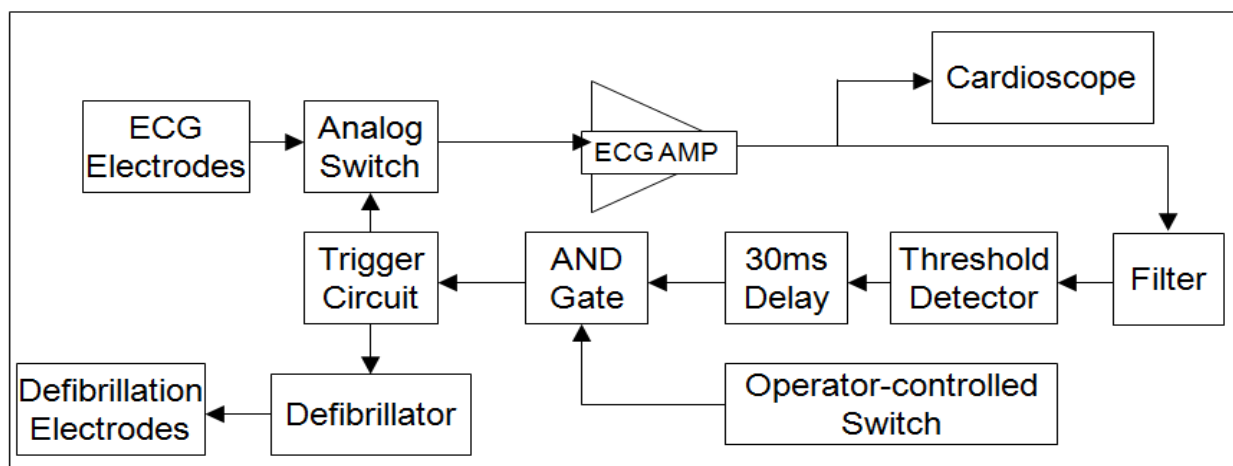 Cardioscope
ECG
Electrodes
Analog
Switch
ECG AMP
Trigger
Circuit
AND
Gate
30ms
Delay
Threshold
Detector
Filter
Defibrillation
Electrodes
Defibrillator
Operator-controlled
Switch